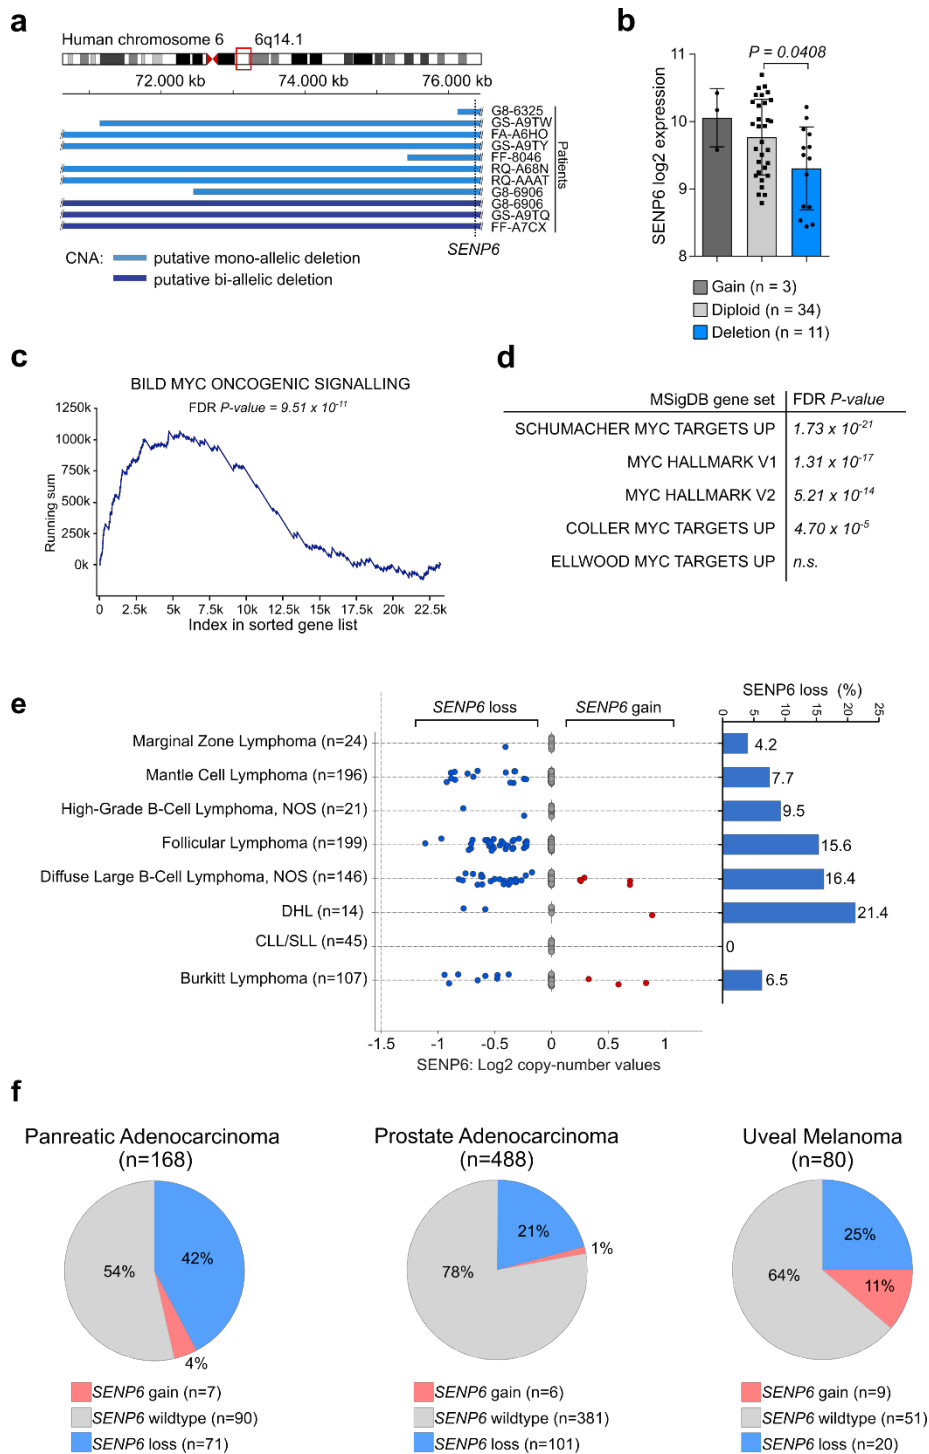 a
Human chromosome 6
6q14.1
72.000 kb
74.000 kb
76.000 kb
G8-6325
GS-A9TW
FA-A6HO
GS-A9TY
FF-8046
RQ-A68N
RQ-AAAT
G8-6906
G8-6906
GS-A9TQ
FF-A7CX
Patients
SENP6
CNA:
putative mono-allelic deletion
putative bi-allelic deletion
b
P = 0.0408
SENP6 log2 expression
11
10
9
8
Gain (n = 3)
Diploid (n = 34)
Deletion (n = 11)
c
BILD MYC ONCOGENIC SIGNALLING
FDR P-value = 9.51 x 10-11
Running sum
1250k
1000k
750k
500k
250k
0k
0 2.5k 5k 7.5k 10k 12.5k 15k 17.5k 20k 22.5k
Index in sorted gene list
d
MSigDB gene set FDR P-value
SCHUMACHER MYC TARGETS UP 1.73 x 10-21
MYC HALLMARK V1 1.31 x 10-17
MYC HALLMARK V2 5.21 x 10-14
COLLER MYC TARGETS UP 4.70 x 10-5
ELLWOOD MYC TARGETS UP n.s.
e
SENP6 loss
SENP6 gain
SENP6 loss (%)
0 5 10 15 20 25
Marginal Zone Lymphoma (n=24) 4.2
Mantle Cell Lymphoma (n=196) 7.7
High-Grade B-Cell Lymphoma, NOS (n=21) 9.5
Follicular Lymphoma (n=199) 15.6
Diffuse Large B-Cell Lymphoma, NOS (n=146) 16.4
DHL (n=14) 21.4
CLL/SLL (n=45) 0
Burkitt Lymphoma (n=107) 6.5
-1.5 -1 -0.5 0 0.5 1
SENP6: Log2 copy-number values
f
Panreatic Adenocarcinoma
(n=168)
42%
54%
4%
SENP6 gain (n=7)
SENP6 wildtype (n=90)
SENP6 loss (n=71)
Prostate Adenocarcinoma
(n=488)
21%
1%
78%
SENP6 gain (n=6)
SENP6 wildtype (n=381)
SENP6 loss (n=101)
Uveal Melanoma
(n=80)
25%
64%
11%
SENP6 gain (n=9)
SENP6 wildtype (n=51)
SENP6 loss (n=20)